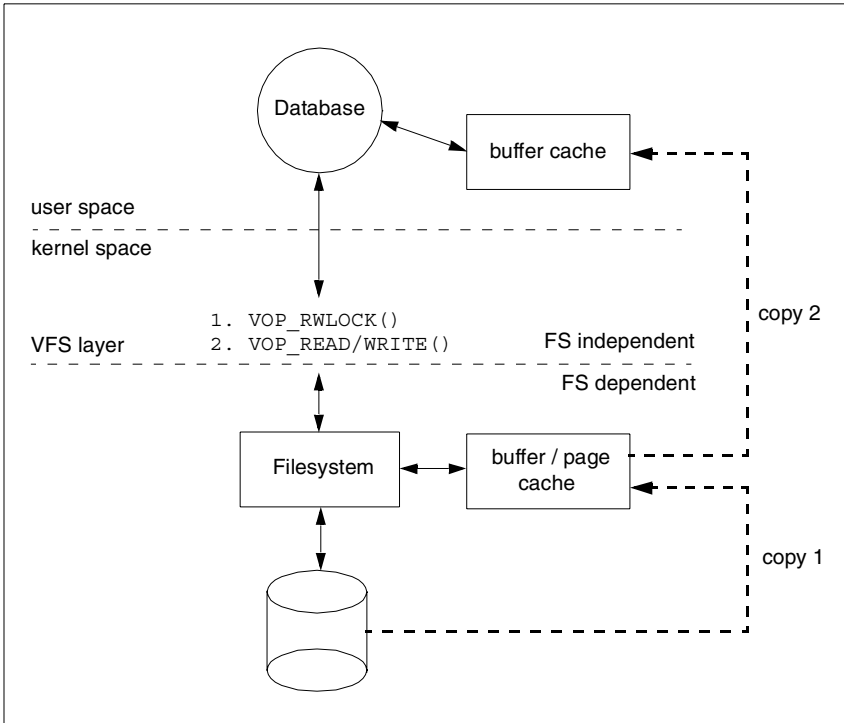 Database
buffer cache
user space
kernel space
copy 2
1. VOP_RWLOCK()
2. VOP_READ/WRITE()
VFS layer
FS independent
FS dependent
Filesystem
buffer / page
cache
copy 1